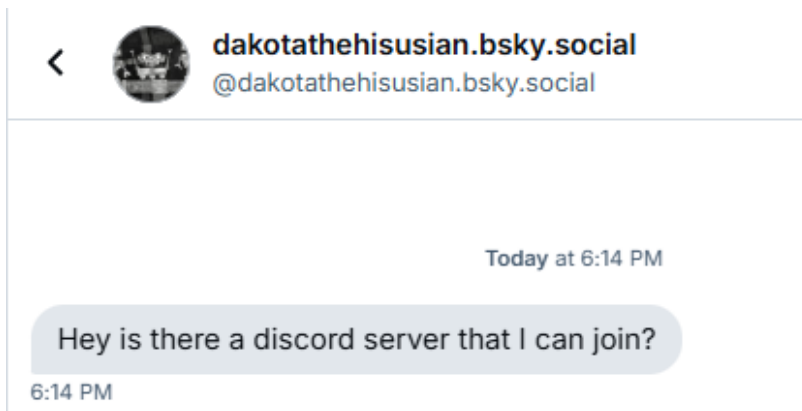 dakotathehisusian.bsky.social
@dakotathehisusian.bsky.social
Today at 6:14 PM
Hey is there a discord server that I can join?
6:14 PM